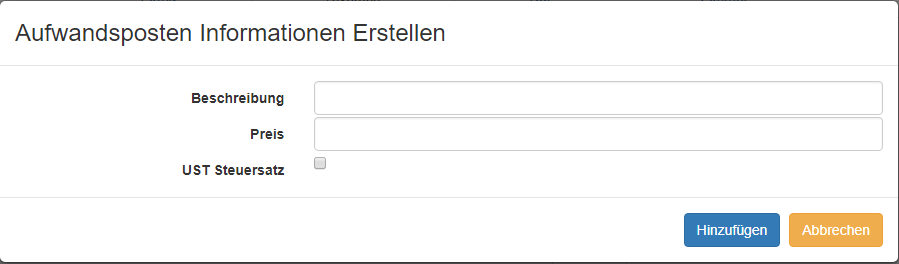 Aufwandsposten Informationen Erstellen
Beschreibung
Preis
UST Steuersatz
Hinzufügen Abbrechen